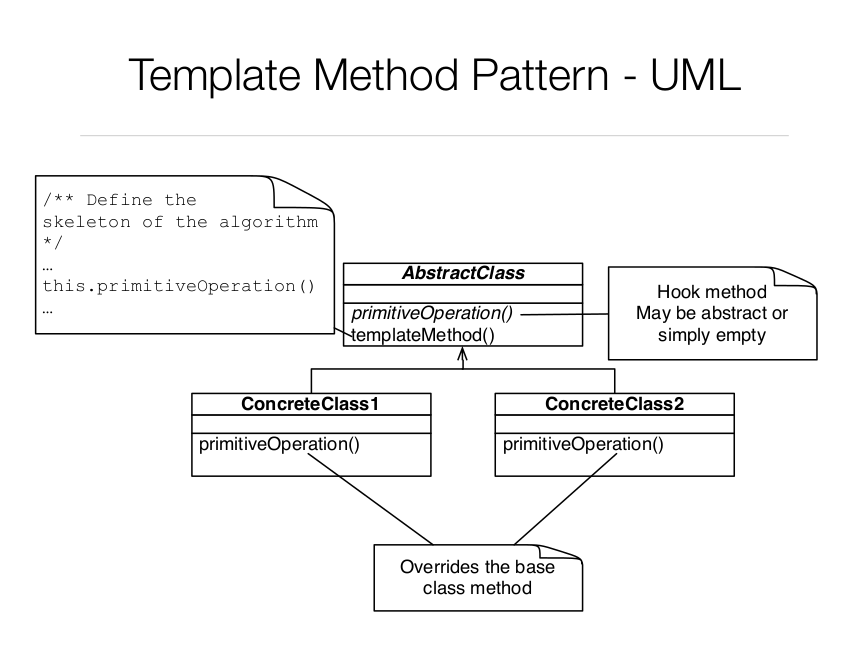 Template Method Pattern - UML
/** Define the
skeleton of the algorithm
*/
…
this.primitiveOperation()
…
AbstractClass
primitiveOperation()
templateMethod()
Hook method
May be abstract or
simply empty
ConcreteClass1
primitiveOperation()
ConcreteClass2
primitiveOperation()
Overrides the base
class method